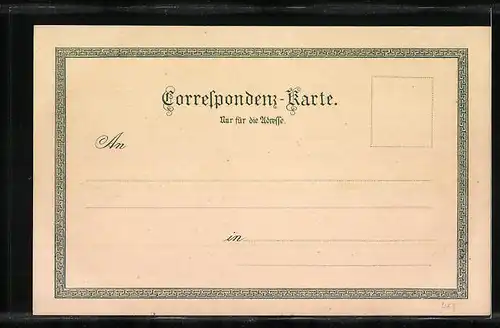 Correspondenz-Karte.
Nur für die Adresse.
An
in